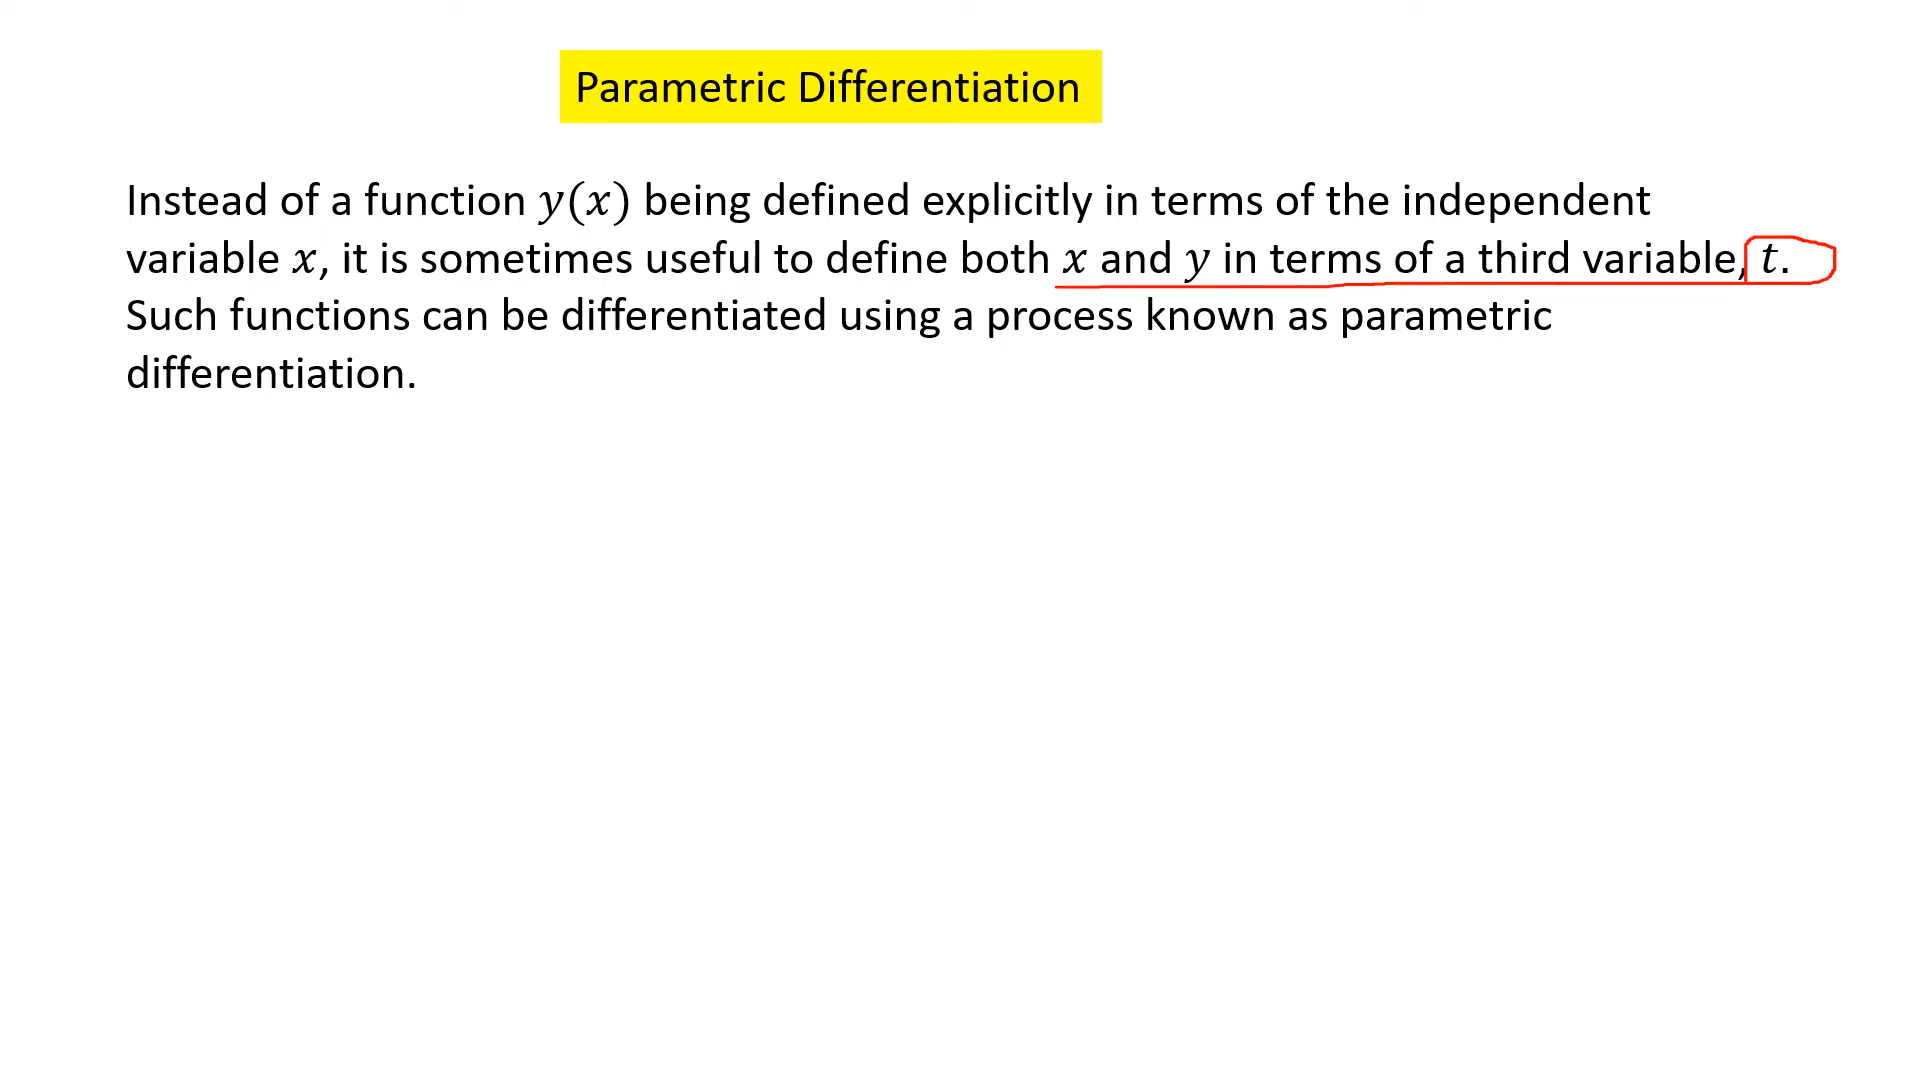 Parametric Differentiation
Instead of a function y(x) being defined explicitly in terms of the independent
variable x, it is sometimes useful to define both x and y in terms of a third variable, t.
Such functions can be differentiated using a process known as parametric
differentiation.